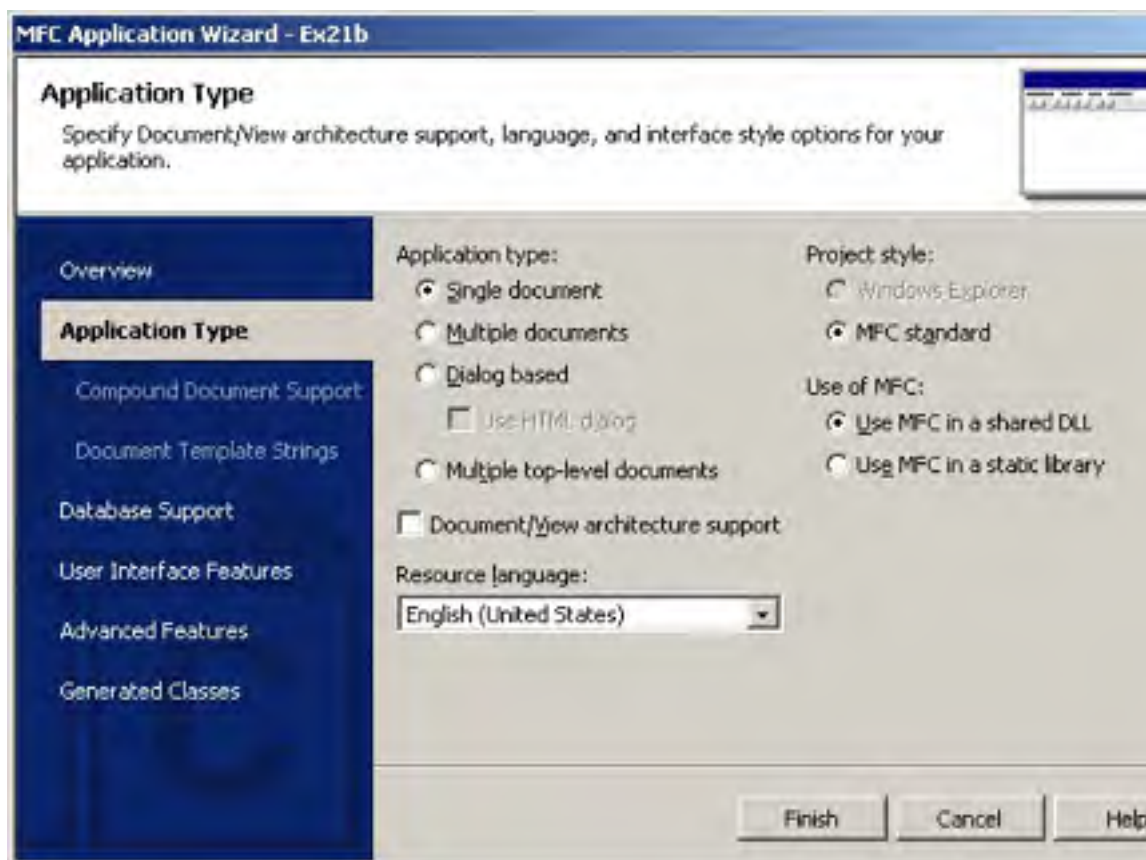 MFC Application Wizard - Ex21b
Application Type
Specify Document/View architecture support, language, and interface style options for your
application.
Overview
Application Type
Compound Document Support
Document Template Strings
Database Support
User Interface Features
Advanced Features
Generated Classes
Application type:
Single document
Multiple documents
Dialog based
Use HTML dialog
Multiple top-level documents
Document/View architecture support
Resource language:
English (United States)
Project style:
Windows Explorer
MFC standard
Use of MFC:
Use MFC in a shared DLL
Use MFC in a static library
Finish
Cancel
Help